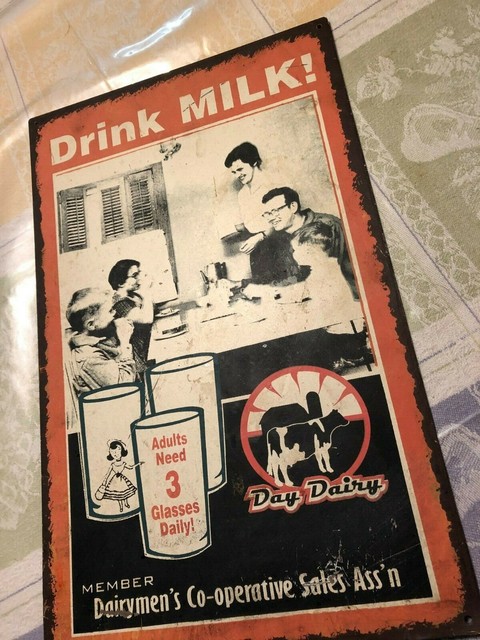 Drink MILK!
Adults
Need
3
Glasses
Daily!
Day Dairy
MEMBER
Dairymen's Co-operative Sales Ass'n